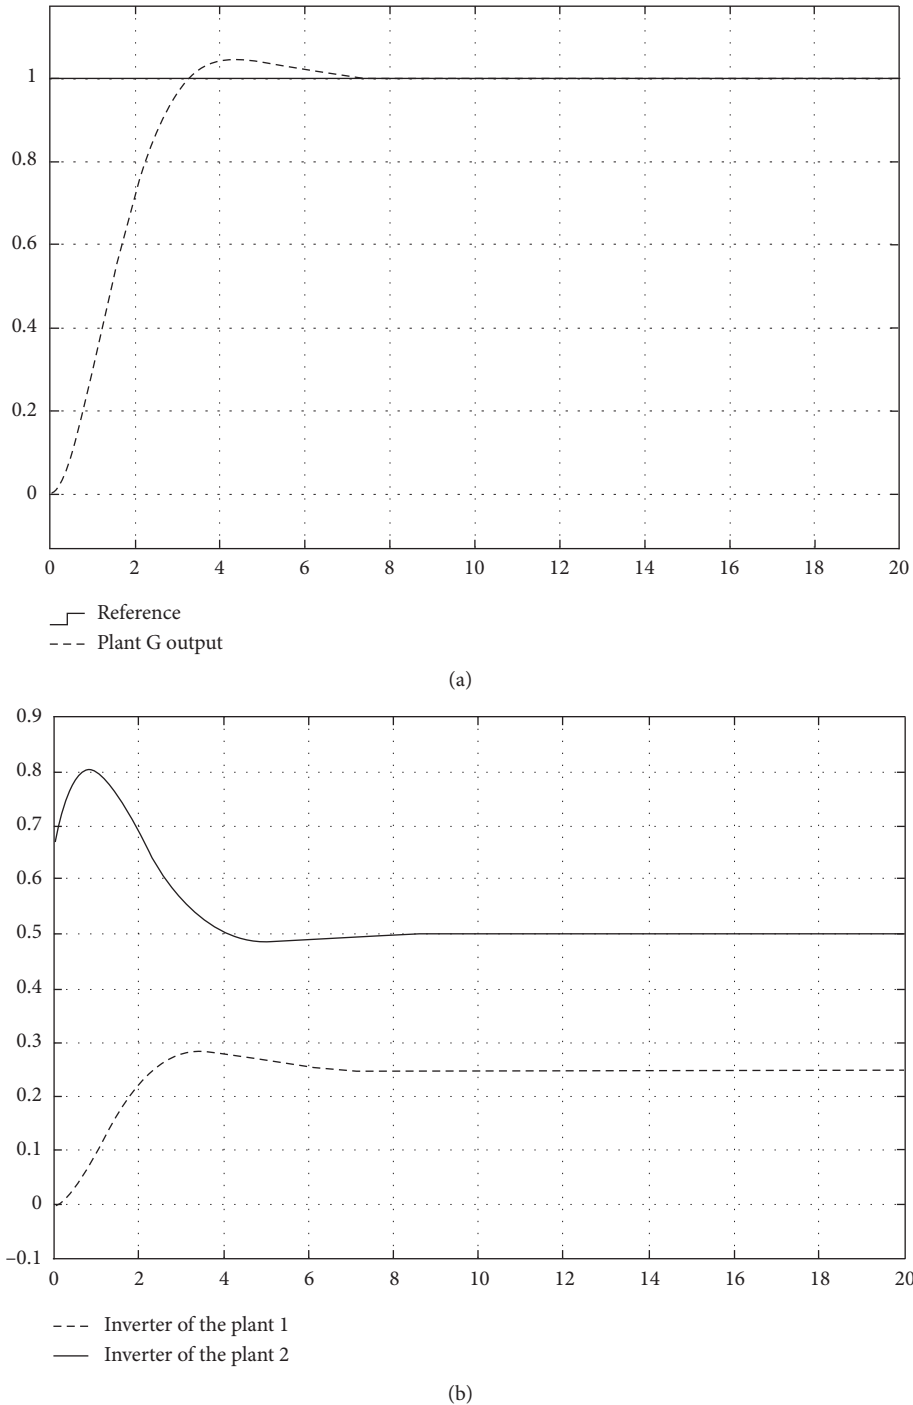 1
0.8
0.6
0.4
0.2
0
0 2 4 6 8 10 12 14 16 18 20
Reference
Plant G output
(a)
0.9
0.8
0.7
0.6
0.5
0.4
0.3
0.2
0.1
0
–0.1
0 2 4 6 8 10 12 14 16 18 20
Inverter of the plant 1
Inverter of the plant 2
(b)